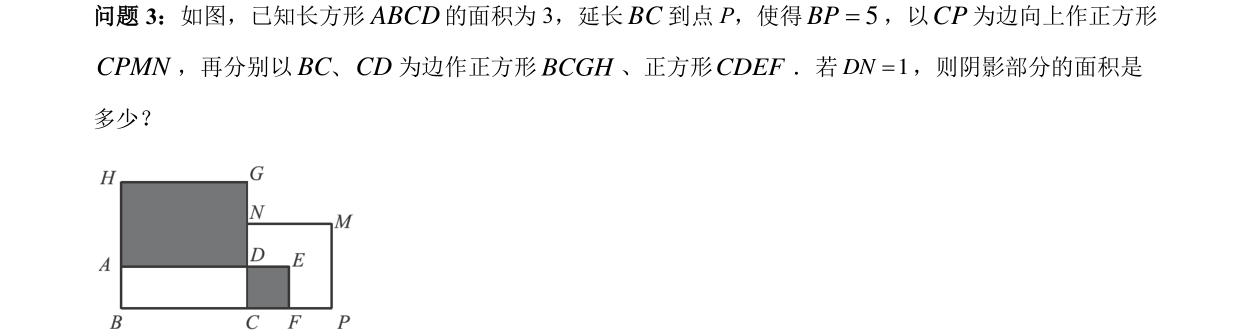 问题 3：如图，已知长方形 ABCD 的面积为 3，延长 BC 到点 P，使得 BP = 5，以 CP 为边向上作正方形
CPMN，再分别以 BC、CD 为边作正方形 BCGH、正方形 CDEF．若 DN =1，则阴影部分的面积是
多少？
H G
N M
A D E
B C F P